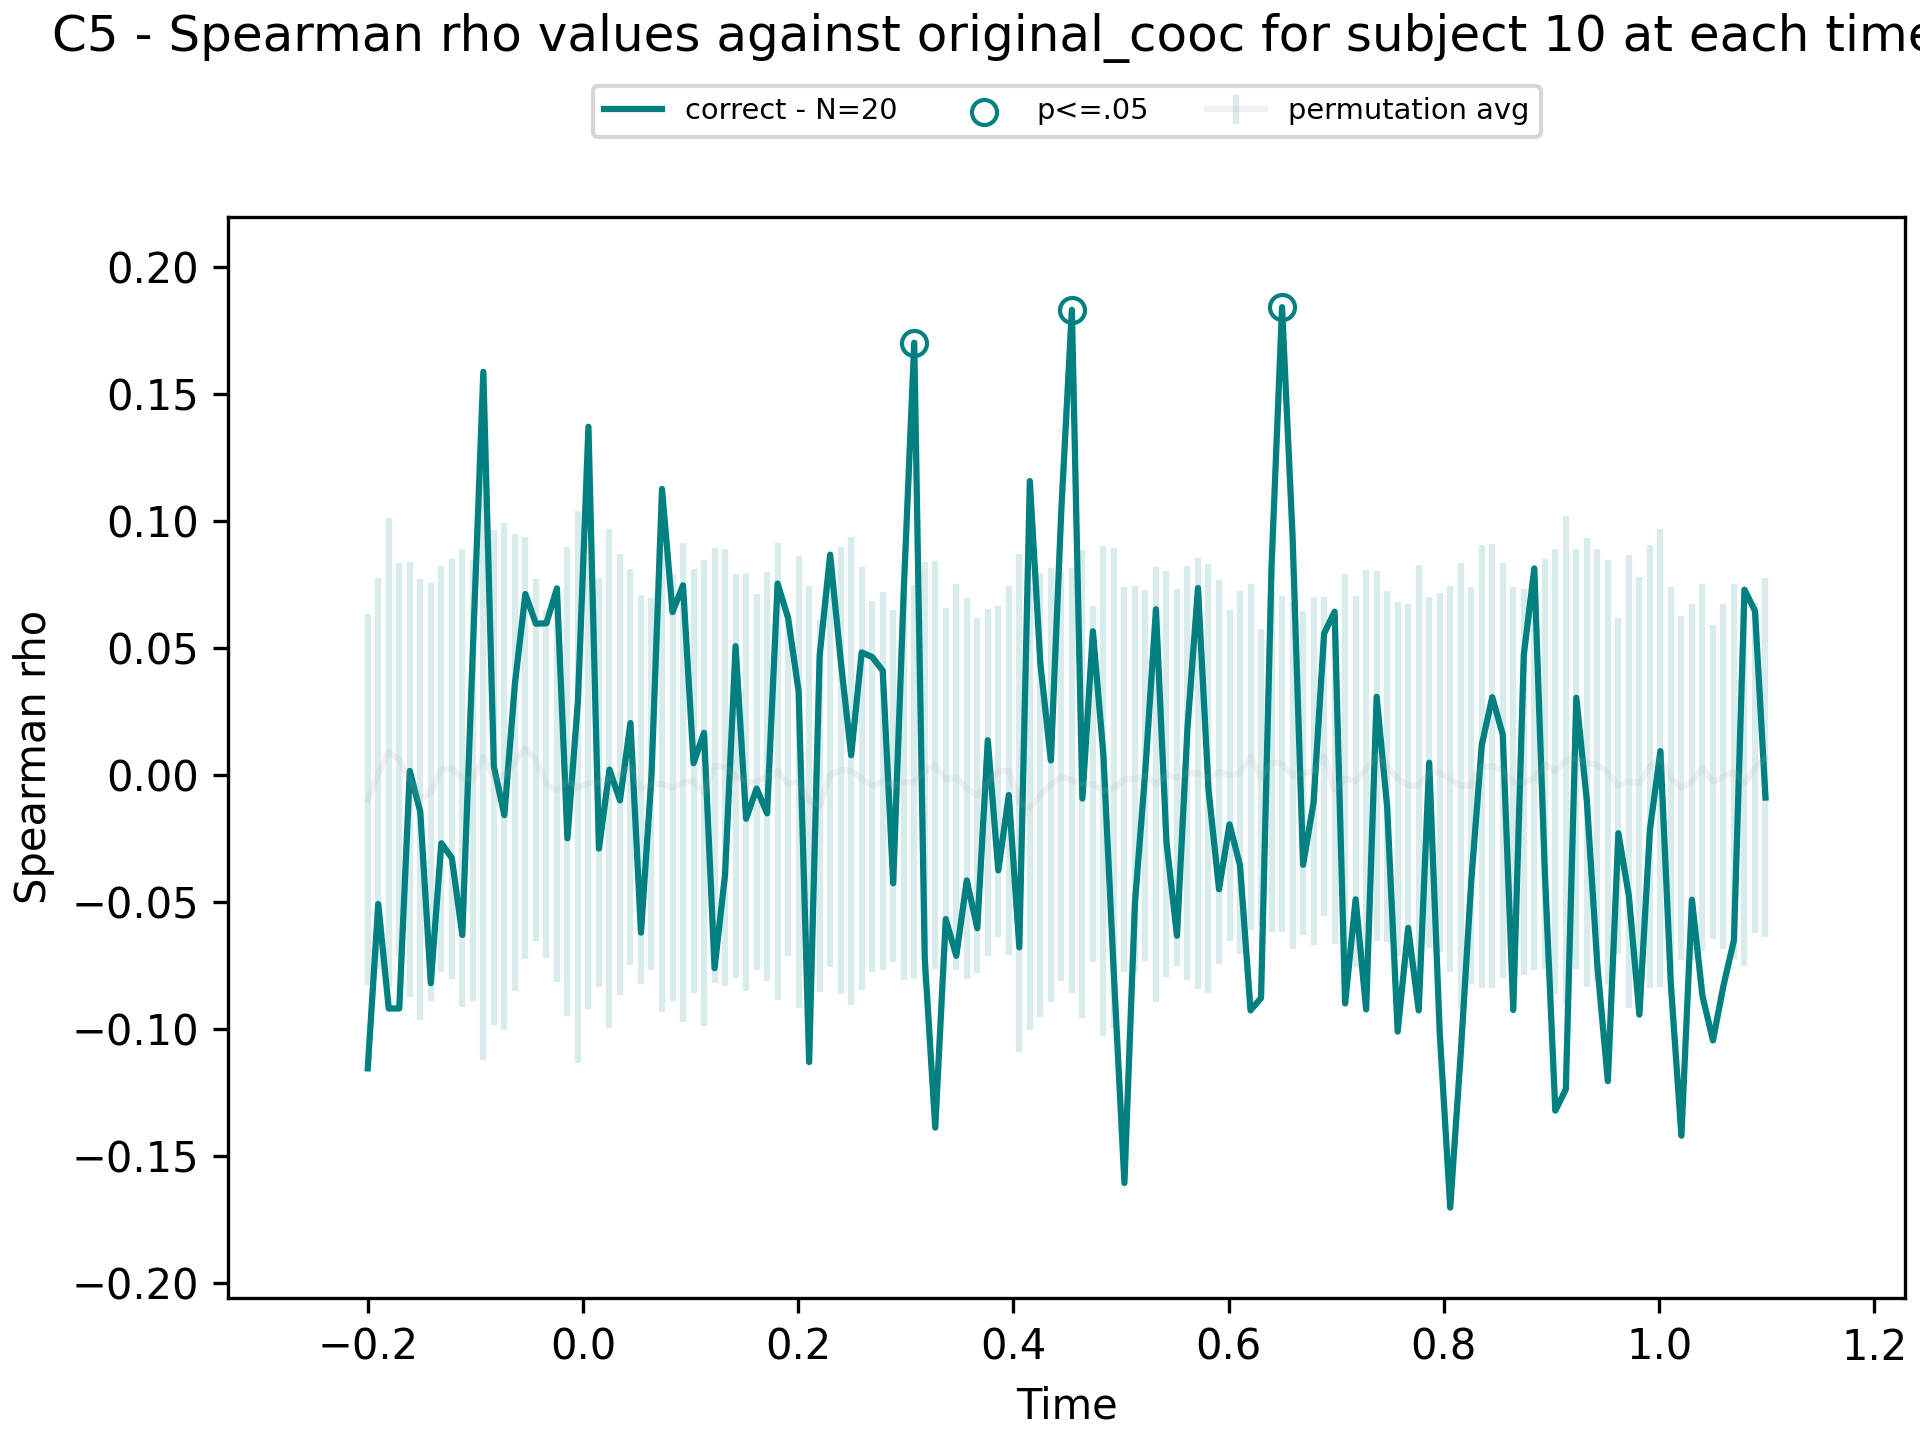 C5 - Spearman rho values against original_cooc for subject 10 at each time
correct - N=20 p<=.05 permutation avg
Spearman rho
0.20
0.15
0.10
0.05
0.00
−0.05
−0.10
−0.15
−0.20
−0.2 0.0 0.2 0.4 0.6 0.8 1.0 1.2
Time